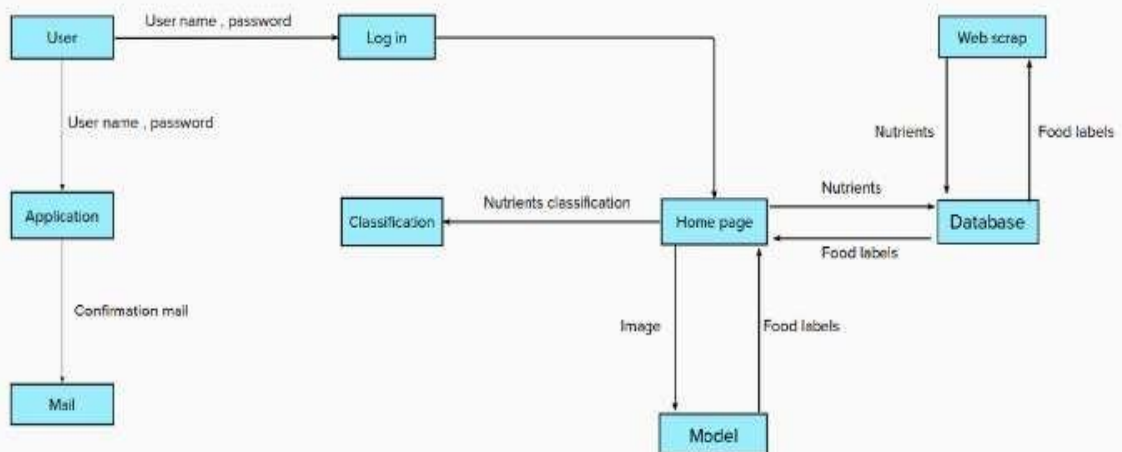 User name , password
User
Log in
Web scrap
User name , password
Nutrients
Food labels
Application
Nutrients classification
Nutrients
Classification
Home page
Database
Food labels
Confirmation mail
Image
Food labels
Mail
Model